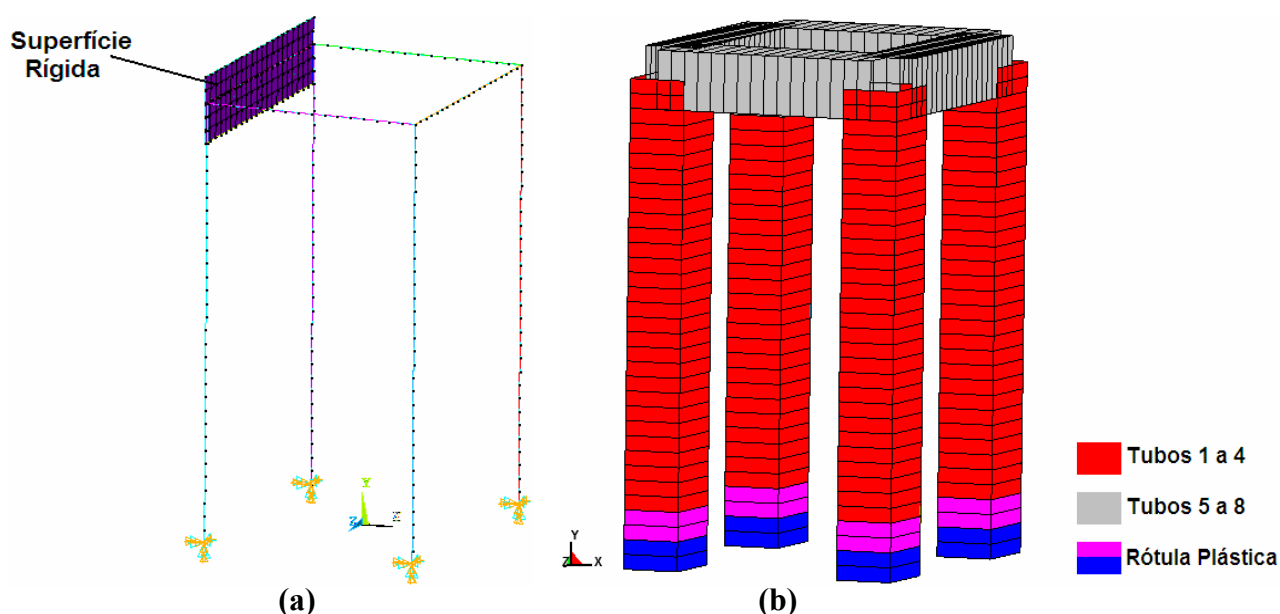 Superfície
Rígida
Y
Z
X
(a)
Y
Z
X
(b)
Tubos 1 a 4
Tubos 5 a 8
Rótula Plástica